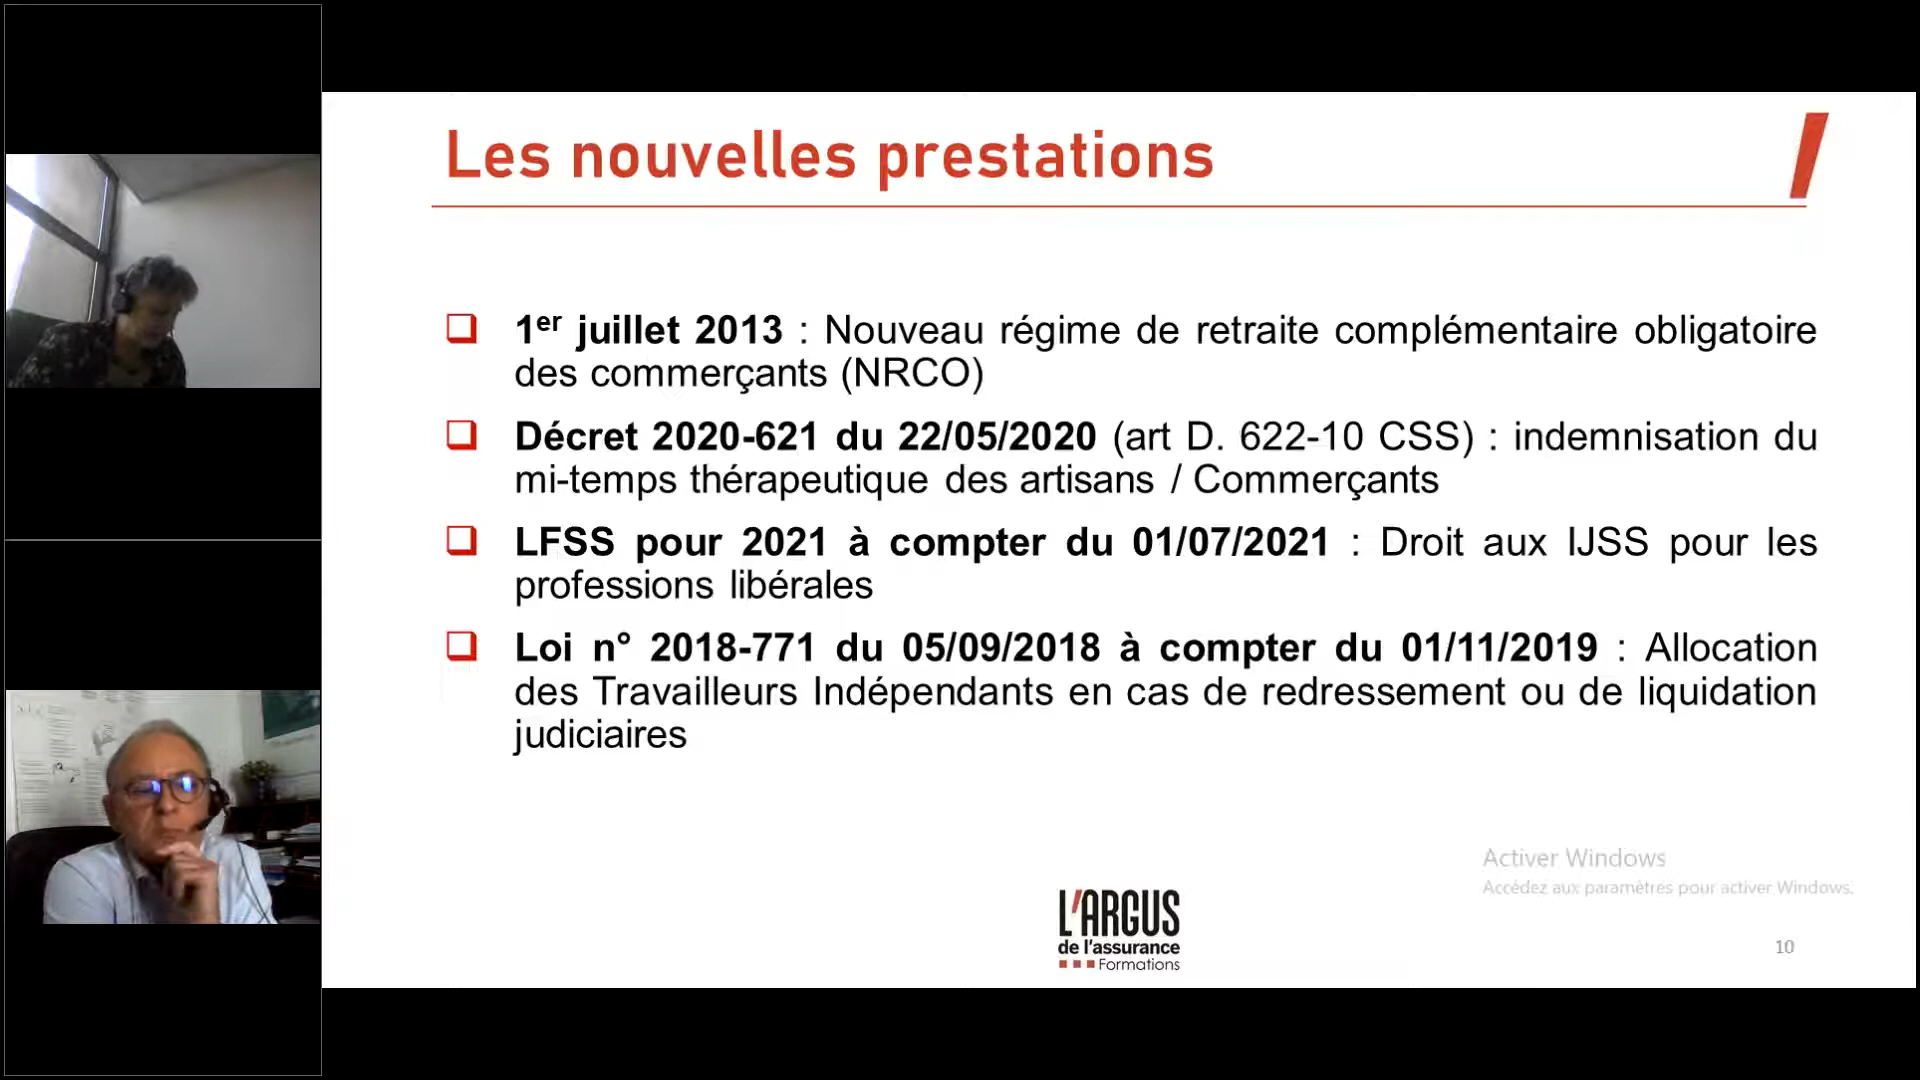 Les nouvelles prestations
1er juillet 2013 : Nouveau régime de retraite complémentaire obligatoire
des commerçants (NRCO)
Décret 2020-621 du 22/05/2020 (art D. 622-10 CSS) : indemnisation du
mi-temps thérapeutique des artisans / Commerçants
LFSS pour 2021 à compter du 01/07/2021 : Droit aux IJSS pour les
professions libérales
Loi n° 2018-771 du 05/09/2018 à compter du 01/11/2019 : Allocation
des Travailleurs Indépendants en cas de redressement ou de liquidation
judiciaires
Activer Windows
Accédez aux paramètres pour activer Windows.
L'ARGUS
de l'assurance
Formations
10